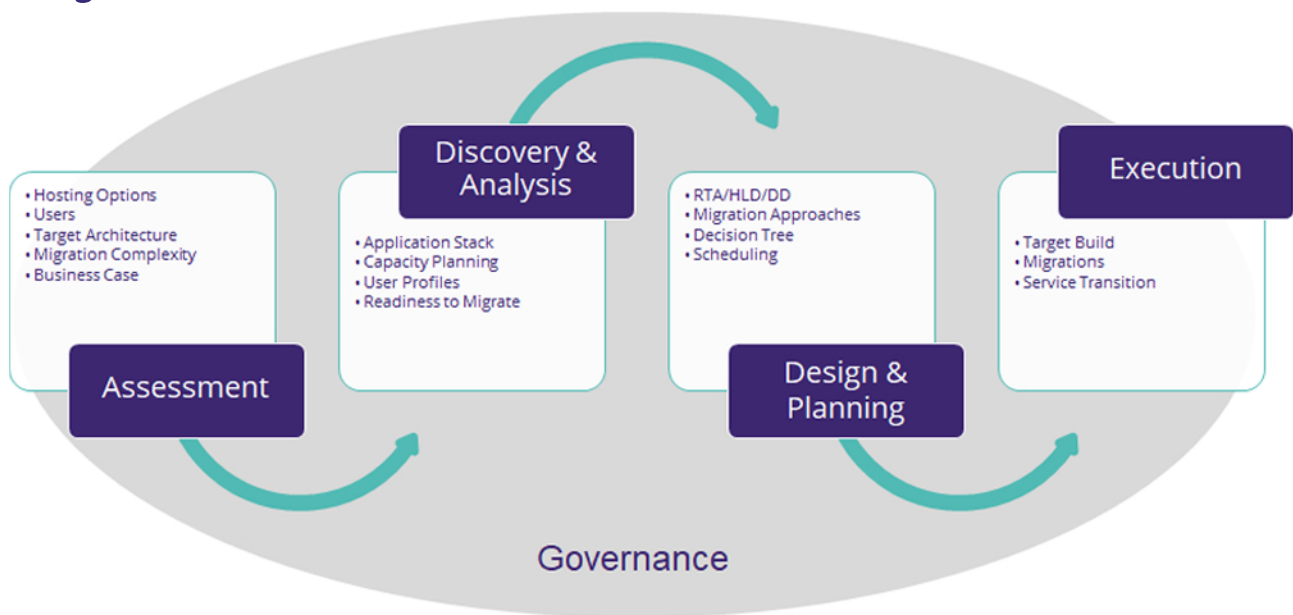 • Hosting Options
• Users
• Target Architecture
• Migration Complexity
• Business Case
Assessment
Discovery &
Analysis
• Application Stack
• Capacity Planning
• User Profiles
• Readiness to Migrate
• RTA/HLD/DD
• Migration Approaches
• Decision Tree
• Scheduling
Design &
Planning
Execution
• Target Build
• Migrations
• Service Transition
Governance